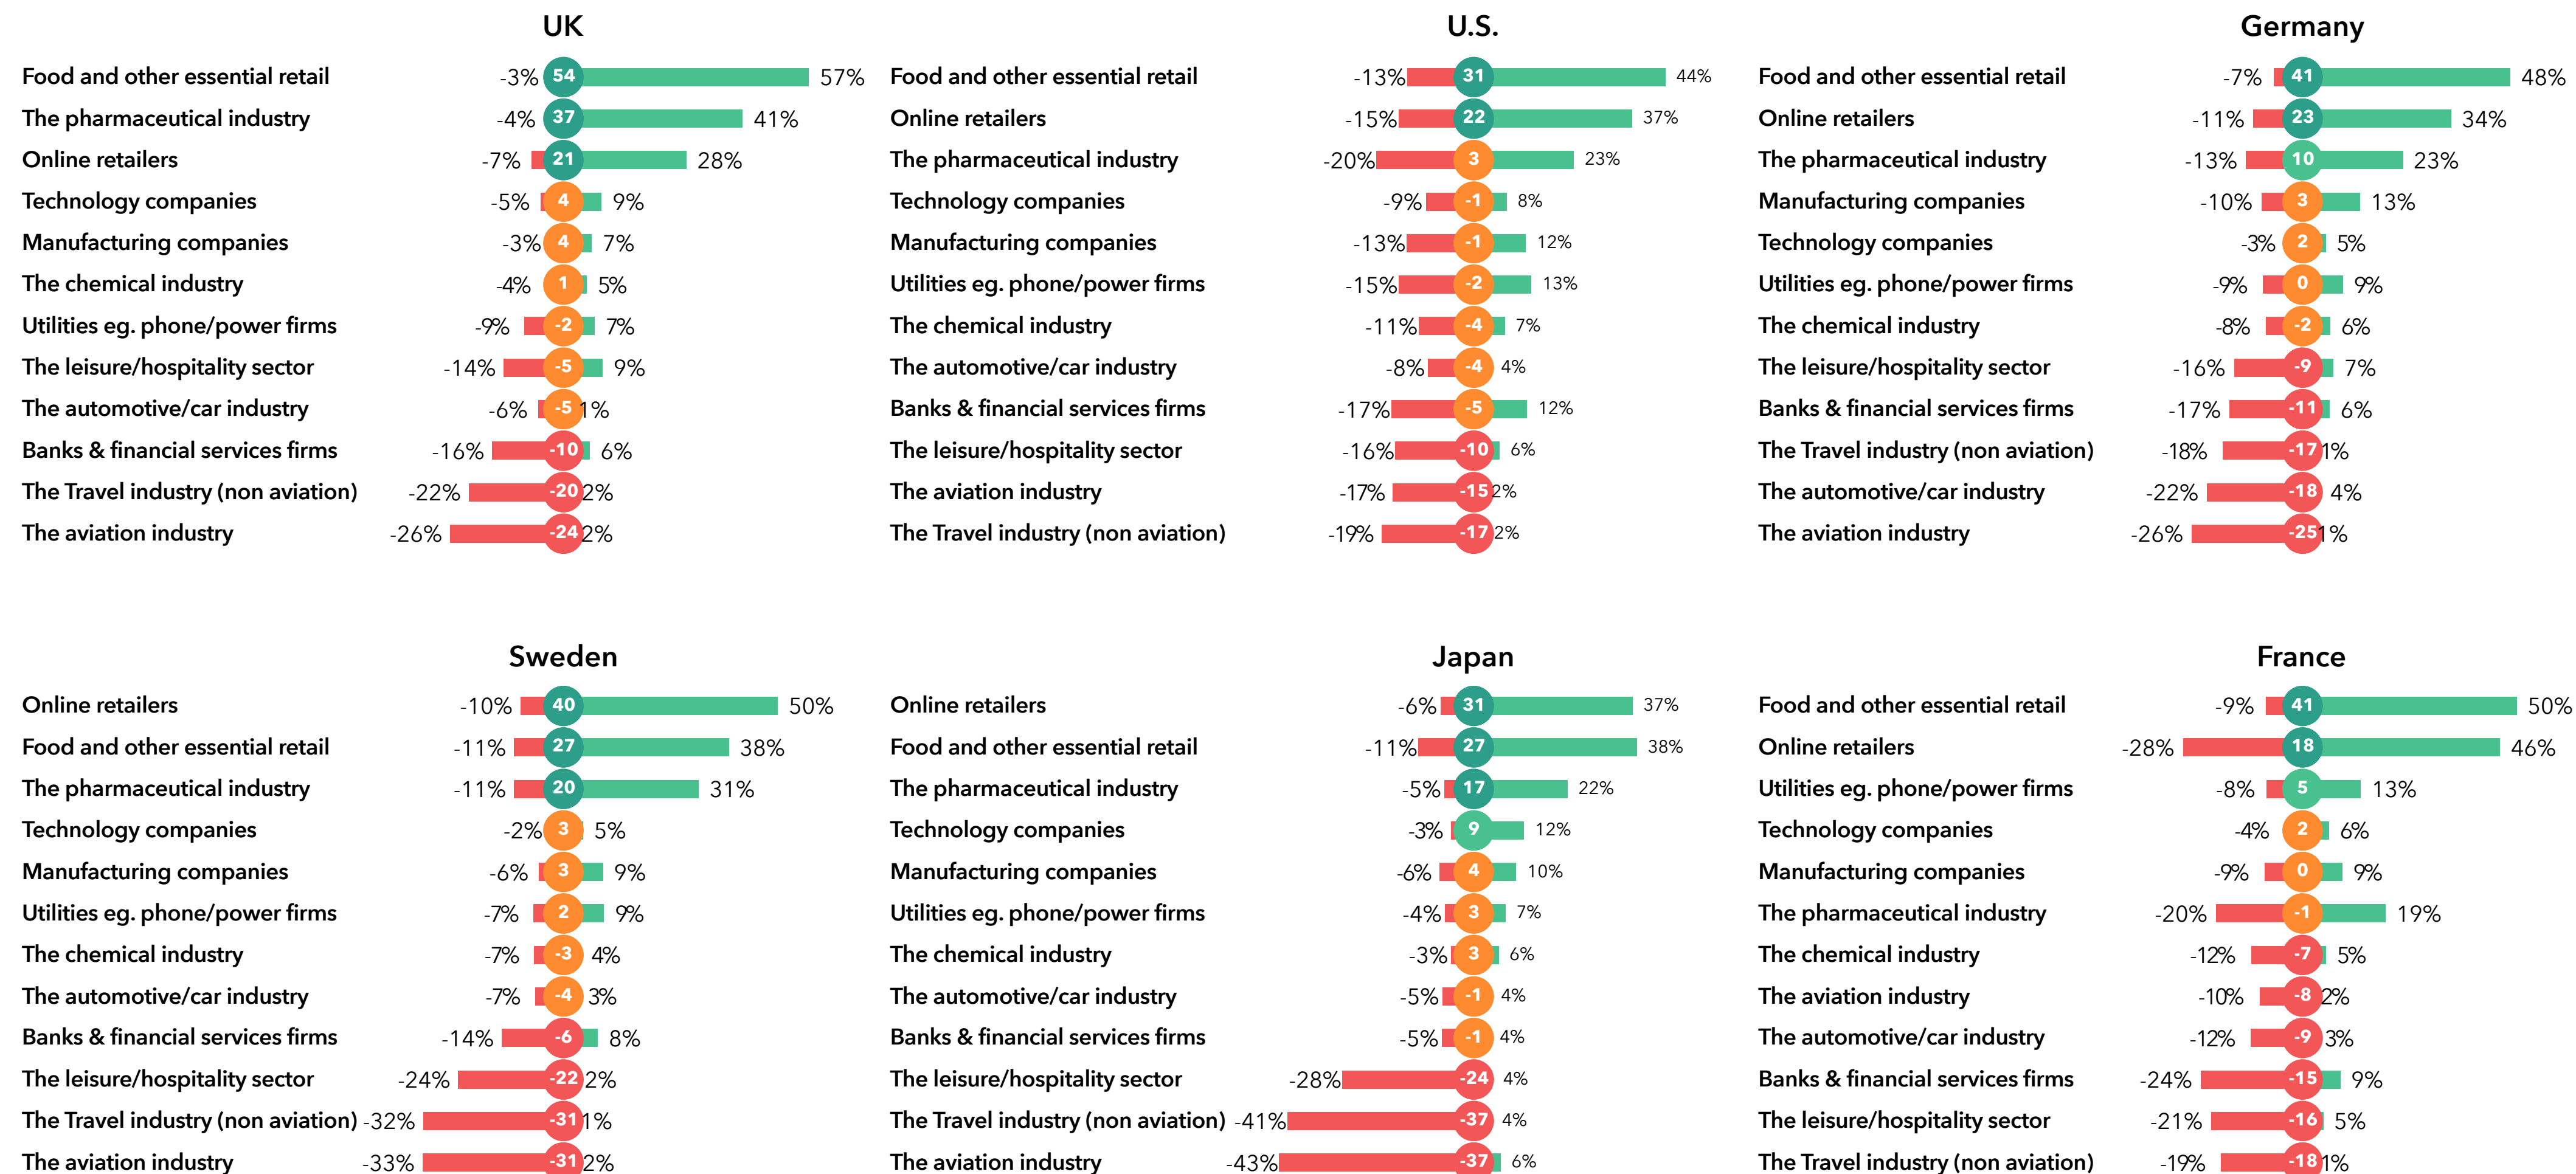 UK
Food and other essential retail -3% 54 57%
The pharmaceutical industry -4% 37 41%
Online retailers -7% 21 28%
Technology companies -5% 4 9%
Manufacturing companies -3% 4 7%
The chemical industry -4% 1 5%
Utilities eg. phone/power firms -9% -2 7%
The leisure/hospitality sector -14% -5 9%
The automotive/car industry -6% -5 1%
Banks & financial services firms -16% -10 6%
The Travel industry (non aviation) -22% -20 2%
The aviation industry -26% -24 2%
U.S.
Food and other essential retail -13% 31 44%
Online retailers -15% 22 37%
The pharmaceutical industry -20% 3 23%
Technology companies -9% -1 8%
Manufacturing companies -13% -1 12%
Utilities eg. phone/power firms -15% -2 13%
The chemical industry -11% -4 7%
The automotive/car industry -8% -4 4%
Banks & financial services firms -17% -5 12%
The leisure/hospitality sector -16% -10 6%
The aviation industry -17% -15 2%
The Travel industry (non aviation) -19% -17 2%
Germany
Food and other essential retail -7% 41 48%
Online retailers -11% 23 34%
The pharmaceutical industry -13% 10 23%
Manufacturing companies -10% 3 13%
Technology companies -3% 2 5%
Utilities eg. phone/power firms -9% 0 9%
The chemical industry -8% -2 6%
The leisure/hospitality sector -16% -9 7%
Banks & financial services firms -17% -11 6%
The Travel industry (non aviation) -18% -17 1%
The automotive/car industry -22% -18 4%
The aviation industry -26% -25 1%
Sweden
Online retailers -10% 40 50%
Food and other essential retail -11% 27 38%
The pharmaceutical industry -11% 20 31%
Technology companies -2% 3 5%
Manufacturing companies -6% 3 9%
Utilities eg. phone/power firms -7% 2 9%
The chemical industry -7% -3 4%
The automotive/car industry -7% -4 3%
Banks & financial services firms -14% -6 8%
The leisure/hospitality sector -24% -22 2%
The Travel industry (non aviation) -32% -31 1%
The aviation industry -33% -31 2%
Japan
Online retailers -6% 31 37%
Food and other essential retail -11% 27 38%
The pharmaceutical industry -5% 17 22%
Technology companies -3% 9 12%
Manufacturing companies -6% 4 10%
Utilities eg. phone/power firms -4% 3 7%
The chemical industry -3% 3 6%
The automotive/car industry -5% -1 4%
Banks & financial services firms -5% -1 4%
The leisure/hospitality sector -28% -24 4%
The Travel industry (non aviation) -41% -37 4%
The aviation industry -43% -37 6%
France
Food and other essential retail -9% 41 50%
Online retailers -28% 18 46%
Utilities eg. phone/power firms -8% 5 13%
Technology companies -4% 2 6%
Manufacturing companies -9% 0 9%
The pharmaceutical industry -20% -1 19%
The chemical industry -12% -7 5%
The aviation industry -10% -8 2%
The automotive/car industry -12% -9 3%
Banks & financial services firms -24% -15 9%
The leisure/hospitality sector -21% -16 5%
The Travel industry (non aviation) -19% -18 1%